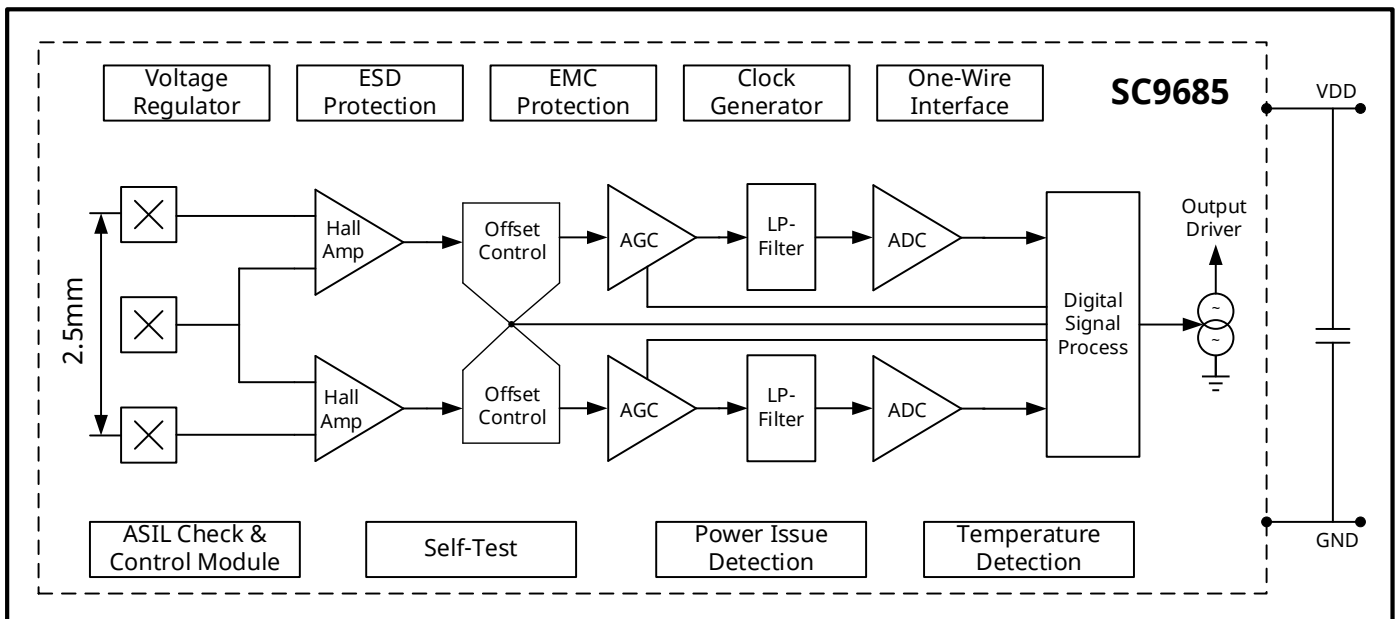 Voltage
Regulator
ESD
Protection
EMC
Protection
Clock
Generator
One-Wire
Interface
SC9685
VDD
2.5mm
Hall
Amp
Offset
Control
AGC
LP-
Filter
ADC
Digital
Signal
Process
Output
Driver
~
~
Hall
Amp
Offset
Control
AGC
LP-
Filter
ADC
ASIL Check &
Control Module
Self-Test
Power Issue
Detection
Temperature
Detection
GND